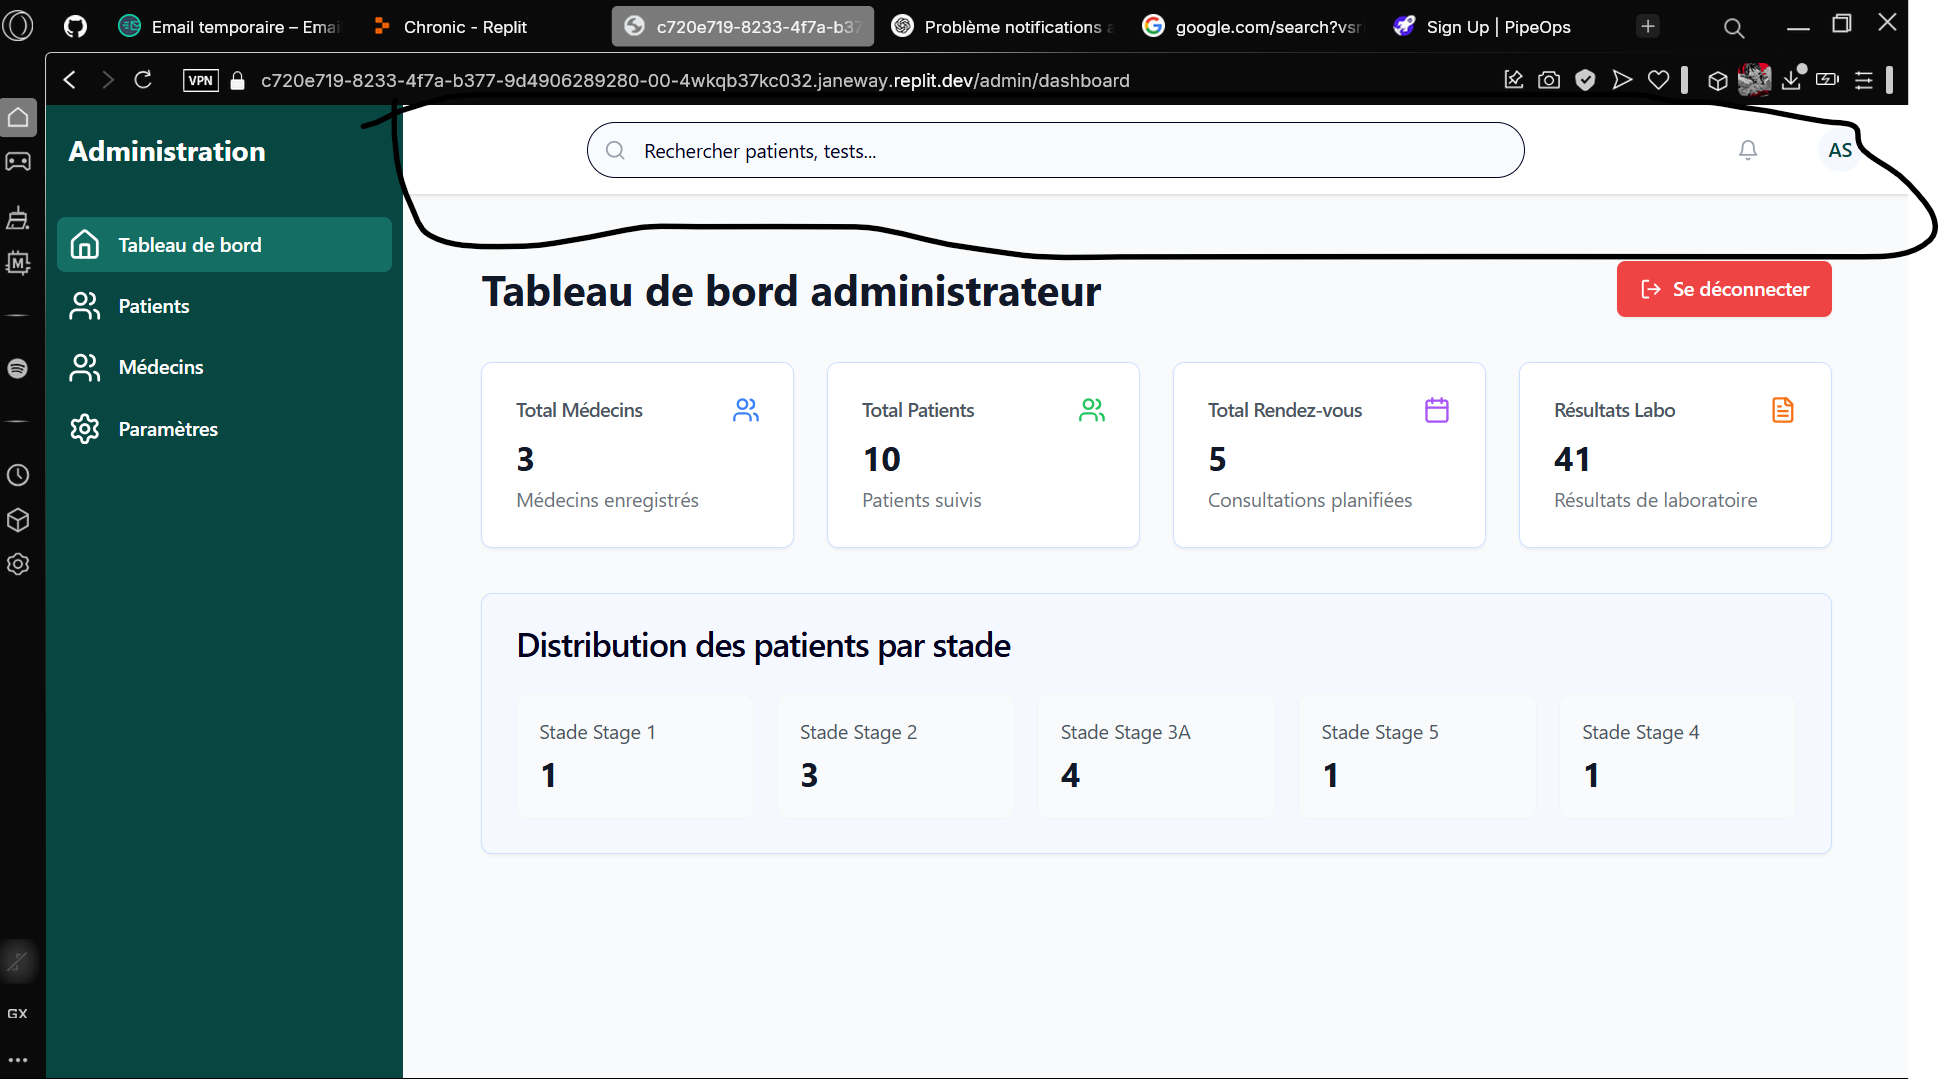 Email temporaire – Emai
Chronic - Replit
c720e719-8233-4f7a-b37
Problème notifications a
google.com/search?vsr
Sign Up | PipeOps
VPN
c720e719-8233-4f7a-b377-9d4906289280-00-4wkqb37kc032.janeway.replit.dev/admin/dashboard
Administration
Rechercher patients, tests...
AS
Tableau de bord
Patients
Médecins
Paramètres
M
GX
Tableau de bord administrateur
Se déconnecter
Total Médecins
3
Médecins enregistrés
Total Patients
10
Patients suivis
Total Rendez-vous
5
Consultations planifiées
Résultats Labo
41
Résultats de laboratoire
Distribution des patients par stade
Stade Stage 1
1
Stade Stage 2
3
Stade Stage 3A
4
Stade Stage 5
1
Stade Stage 4
1